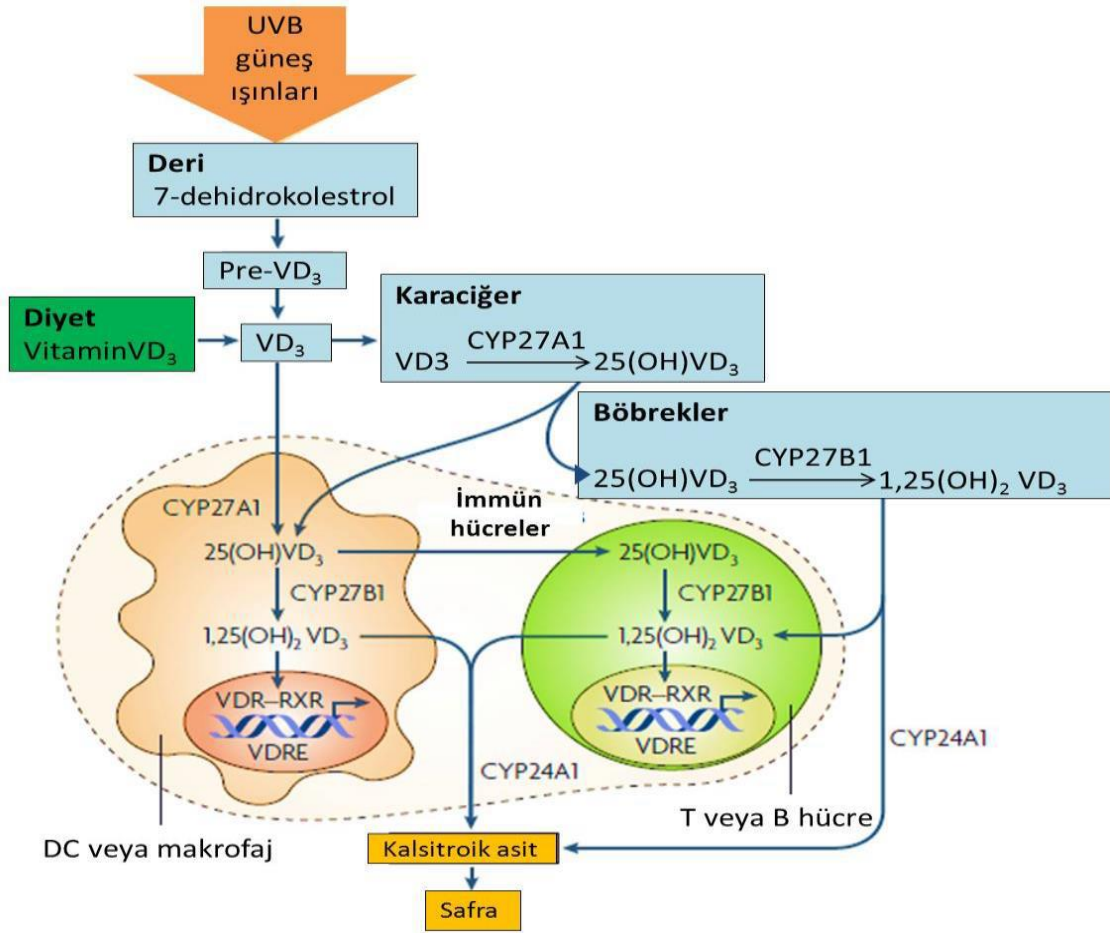 UVB
güneş
ışınları
Deri
7-dehidrokolestrol
Pre-VD₃
Diyet
VitaminVD₃
VD₃
Karaciğer
VD3 CYP27A1 25(OH)VD₃
Böbrekler
25(OH)VD₃ CYP27B1 1,25(OH)₂ VD₃
CYP27A1
İmmün
hücreler
25(OH)VD₃
25(OH)VD₃
CYP27B1
CYP27B1
1,25(OH)₂ VD₃
1,25(OH)₂ VD₃
VDR–RXR
VDRE
VDR–RXR
VDRE
CYP24A1
CYP24A1
DC veya makrofaj
T veya B hücre
Kalsitroik asit
Safra